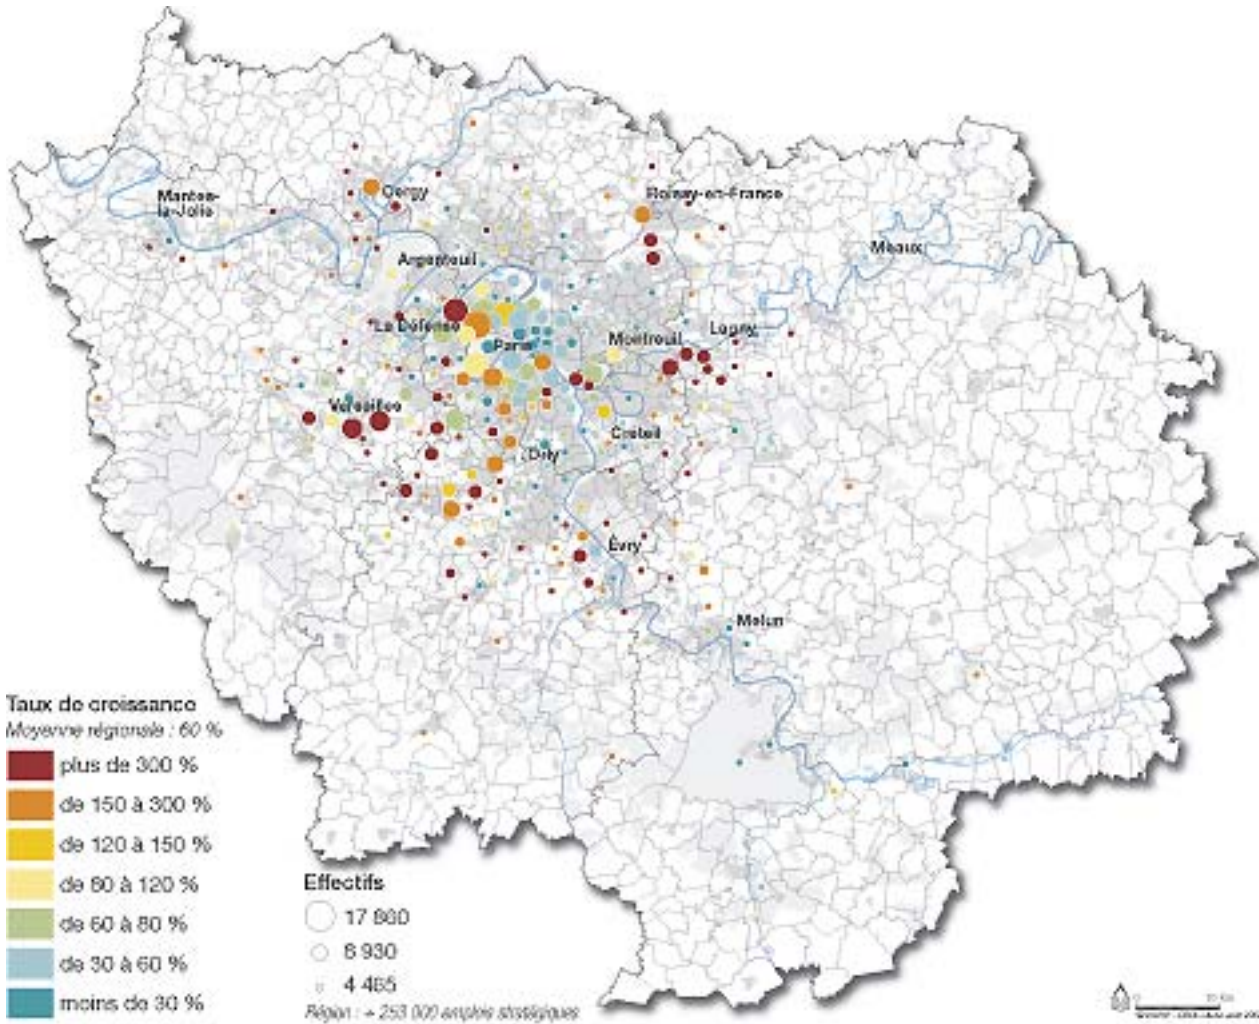 Mantes-
la-Jolie
Cergy
Roissy-en-France
Meaux
Argenteuil
La Défense
Paris
Montreuil
Lagny
Versailles
Créteil
Orly
Évry
Melun
Taux de croissance
Moyenne régionale : 60 %
plus de 300 %
de 150 à 300 %
de 120 à 150 %
de 80 à 120 %
de 60 à 80 %
de 30 à 60 %
moins de 30 %
Effectifs
17 860
8 930
4 465
Région : + 253 000 emplois stratégiques
0 10 km